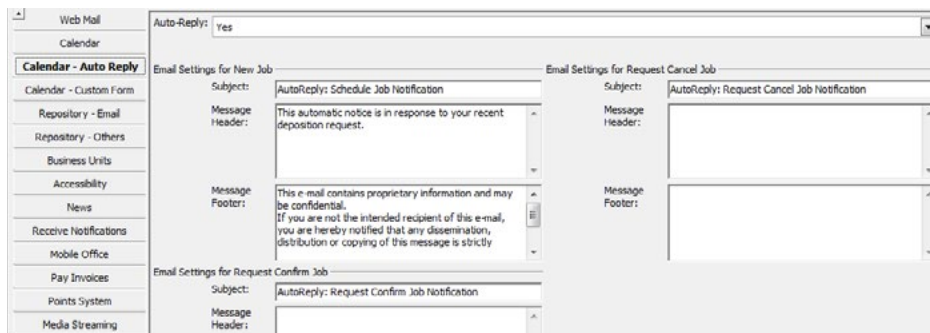 Web Mail
Calendar
Calendar - Auto Reply
Calendar - Custom Form
Repository - Email
Repository - Others
Business Units
Accessibility
News
Receive Notifications
Mobile Office
Pay Invoices
Points System
Media Streaming
Auto-Reply: Yes
Email Settings for New Job
Subject: AutoReply: Schedule Job Notification
Message
Header:
This automatic notice is in response to your recent
deposition request.
Message
Footer:
This e-mail contains proprietary information and may
be confidential.
If you are not the intended recipient of this e-mail,
you are hereby notified that any dissemination,
distribution or copying of this message is strictly
Email Settings for Request Cancel Job
Subject: AutoReply: Request Cancel Job Notification
Message
Header:
Message
Footer:
Email Settings for Request Confirm Job
Subject: AutoReply: Request Confirm Job Notification
Message
Header: